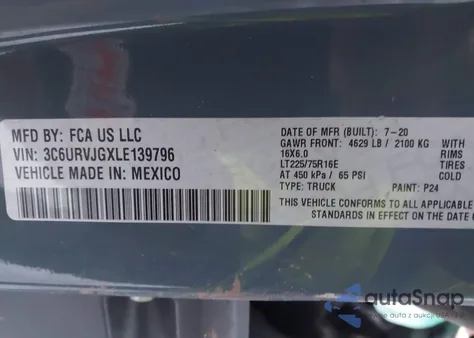 MFD BY: FCA US LLC
VIN: 3C6URVJGXLE139796
VEHICLE MADE IN: MEXICO
DATE OF MFR (BUILT): 7-20
GAWR FRONT: 4629 LB / 2100 KG
16X6.0 RIMS
LT225/75R16E TIRES
AT 450 kPa / 65 PSI COLD
TYPE: TRUCK PAINT: P24
THIS VEHICLE CONFORMS TO ALL APPLICABLE
STANDARDS IN EFFECT ON THE DATE
autaSnap